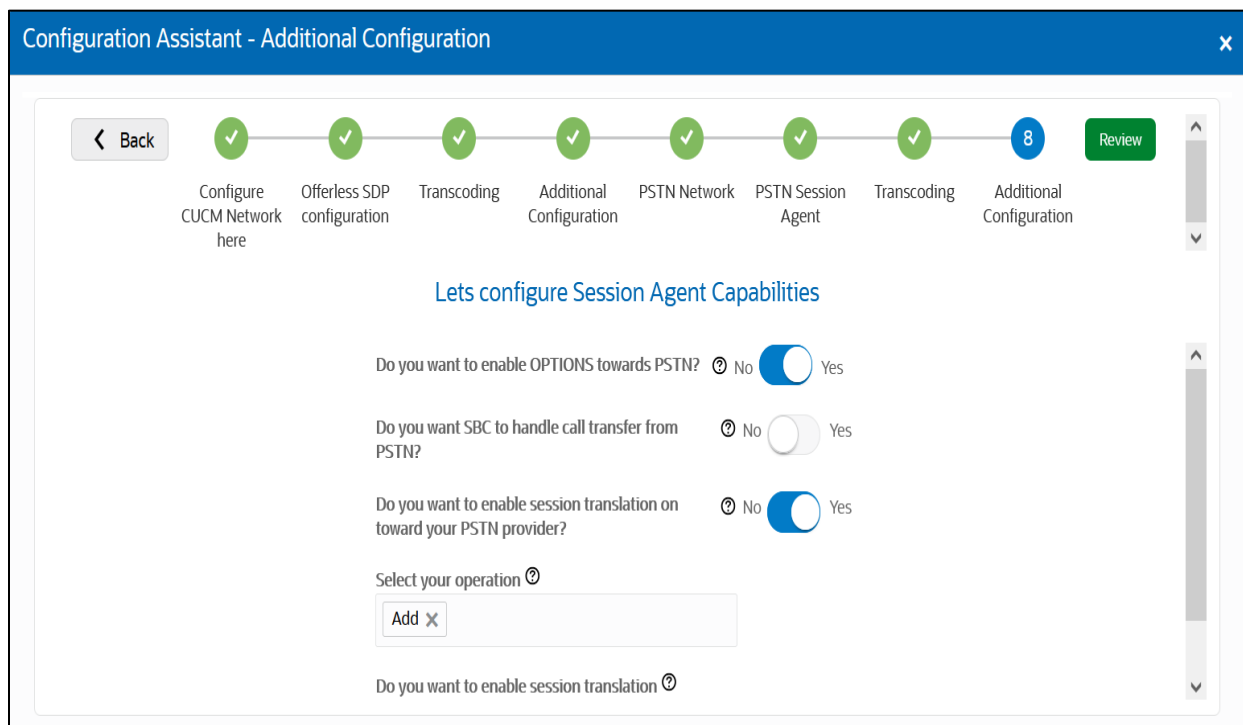 Configuration Assistant - Additional Configuration
x
Back
8
Review
Configure
CUCM Network
here
Offerless SDP
configuration
Transcoding
Additional
Configuration
PSTN Network
PSTN Session
Agent
Transcoding
Additional
Configuration
Lets configure Session Agent Capabilities
Do you want to enable OPTIONS towards PSTN? ? No Yes
Do you want SBC to handle call transfer from ? No Yes
PSTN?
Do you want to enable session translation on ? No Yes
toward your PSTN provider?
Select your operation ?
Add x
Do you want to enable session translation ?